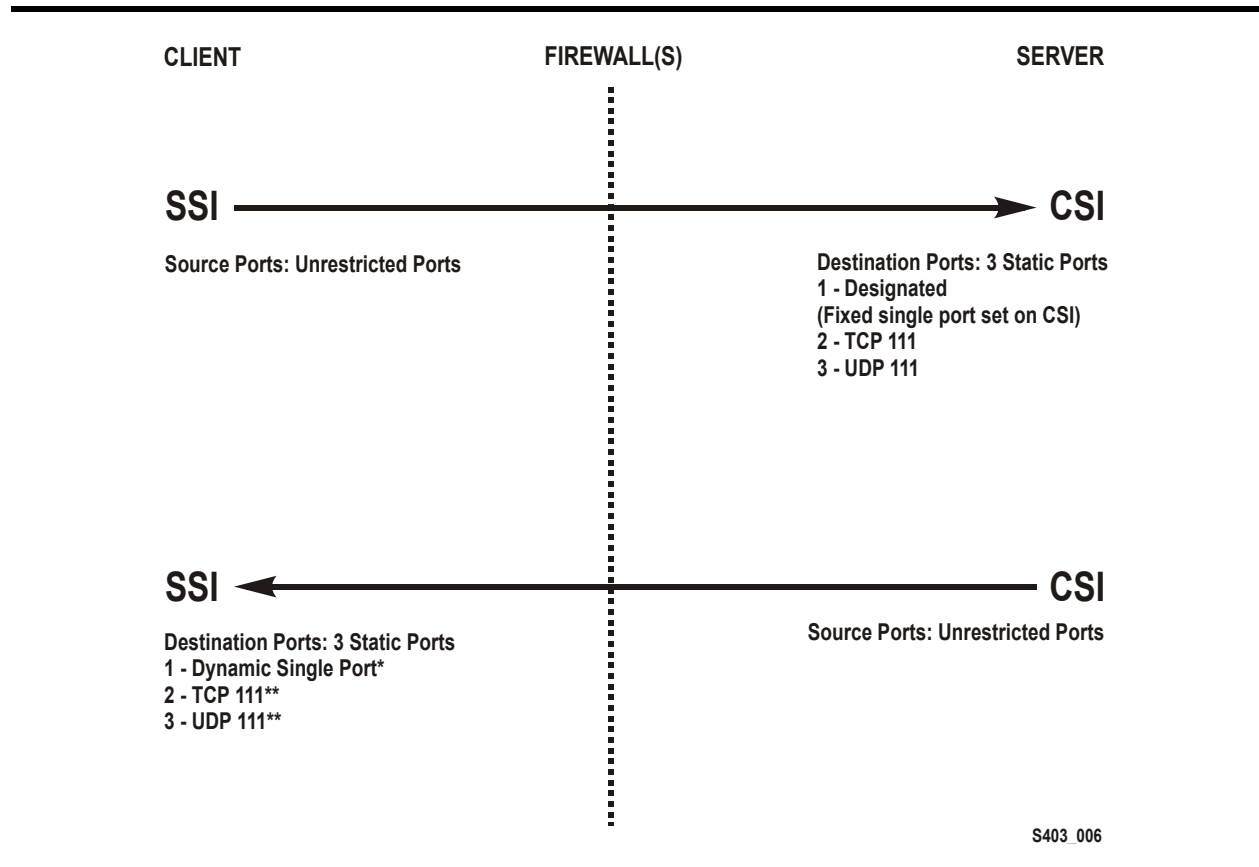 CLIENT
FIREWALL(S)
SERVER
SSI
CSI
Source Ports: Unrestricted Ports
Destination Ports: 3 Static Ports
1 - Designated
(Fixed single port set on CSI)
2 - TCP 111
3 - UDP 111
SSI
CSI
Destination Ports: 3 Static Ports
1 - Dynamic Single Port*
2 - TCP 111**
3 - UDP 111**
Source Ports: Unrestricted Ports
S403_006